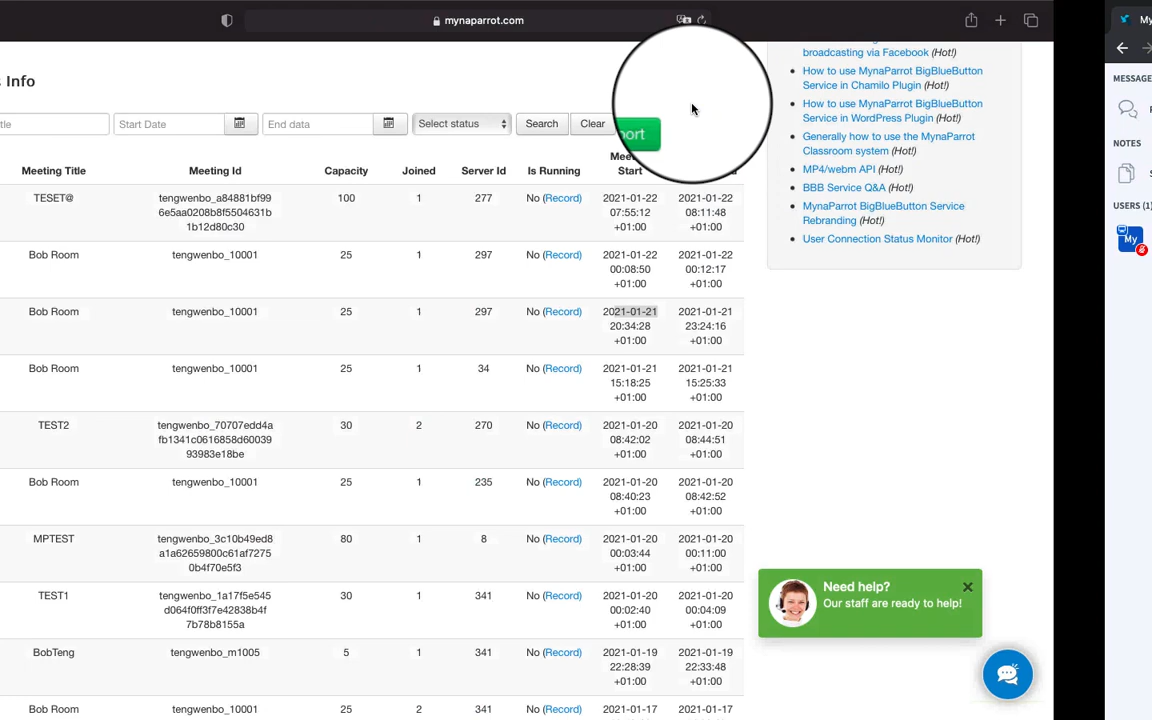 mynaparrot.com
My
Info
broadcasting via Facebook (Hot!)
How to use MynaParrot BigBlueButton
Service in Chamilo Plugin (Hot!)
How to use MynaParrot BigBlueButton
Service in WordPress Plugin (Hot!)
Generally how to use the MynaParrot
Classroom system (Hot!)
MP4/webm API (Hot!)
BBB Service Q&A (Hot!)
MynaParrot BigBlueButton Service
Rebranding (Hot!)
User Connection Status Monitor (Hot!)
MESSAGE
NOTES
USERS (1)
My
Start Date
End data
Select status
Search
Clear
port
Meeting Title Meeting Id Capacity Joined Server Id Is Running Start
TESET@ tengwenbo_a84881bf99 100 1 277 No (Record) 2021-01-22 2021-01-22
6e5aa0208b8f5504631b 07:55:12 08:11:48
1b12d80c30 +01:00 +01:00
Bob Room tengwenbo_10001 25 1 297 No (Record) 2021-01-22 2021-01-22
00:08:50 00:12:17
+01:00 +01:00
Bob Room tengwenbo_10001 25 1 297 No (Record) 2021-01-21 2021-01-21
20:34:28 23:24:16
+01:00 +01:00
Bob Room tengwenbo_10001 25 1 34 No (Record) 2021-01-21 2021-01-21
15:18:25 15:25:33
+01:00 +01:00
TEST2 tengwenbo_70707edd4a 30 2 270 No (Record) 2021-01-20 2021-01-20
fb1341c0616858d60039 08:42:02 08:44:51
93983e18be +01:00 +01:00
Bob Room tengwenbo_10001 25 1 235 No (Record) 2021-01-20 2021-01-20
08:40:23 08:42:52
+01:00 +01:00
MPTEST tengwenbo_3c10b49ed8 80 1 8 No (Record) 2021-01-20 2021-01-20
a1a62659800c61af7275 00:03:44 00:11:00
0b4f70e5f3 +01:00 +01:00
TEST1 tengwenbo_1a17f5e545 30 1 341 No (Record) 2021-01-20 2021-01-20
d064f0ff3f7e42838b4f 00:02:40 00:04:09
7b78b8155a +01:00 +01:00
BobTeng tengwenbo_m1005 5 1 341 No (Record) 2021-01-19 2021-01-19
22:28:39 22:33:48
+01:00 +01:00
Bob Room tengwenbo_10001 25 2 341 No (Record) 2021-01-17 2021-01-17
Need help?
Our staff are ready to help!